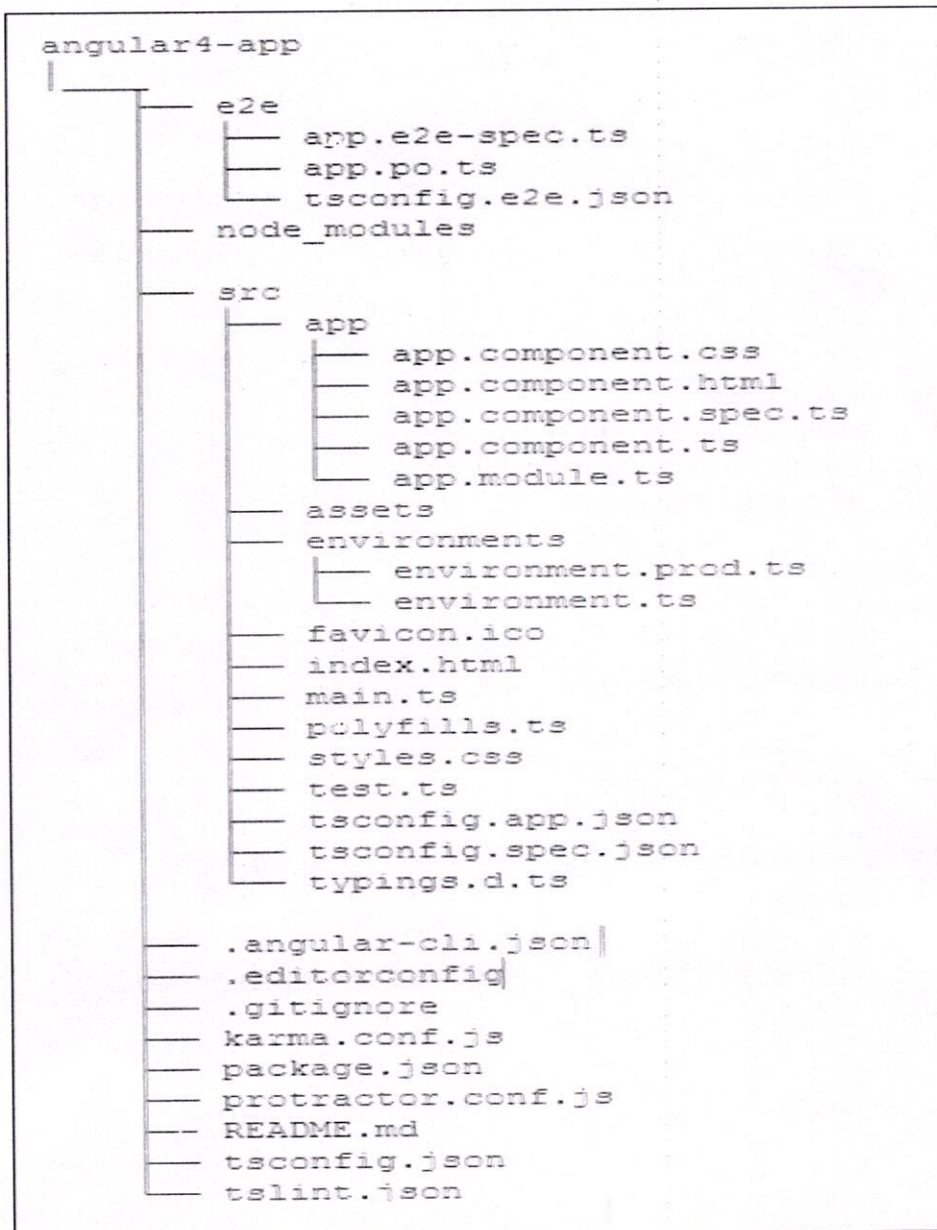 angular4-app
e2e
app.e2e-spec.ts
app.po.ts
tsconfig.e2e.json
node_modules
src
app
app.component.css
app.component.html
app.component.spec.ts
app.component.ts
app.module.ts
assets
environments
environment.prod.ts
environment.ts
favicon.ico
index.html
main.ts
polyfills.ts
styles.css
test.ts
tsconfig.app.json
tsconfig.spec.json
typings.d.ts
.angular-cli.json
.editorconfig
.gitignore
karma.conf.js
package.json
protractor.conf.js
README.md
tsconfig.json
tslint.json